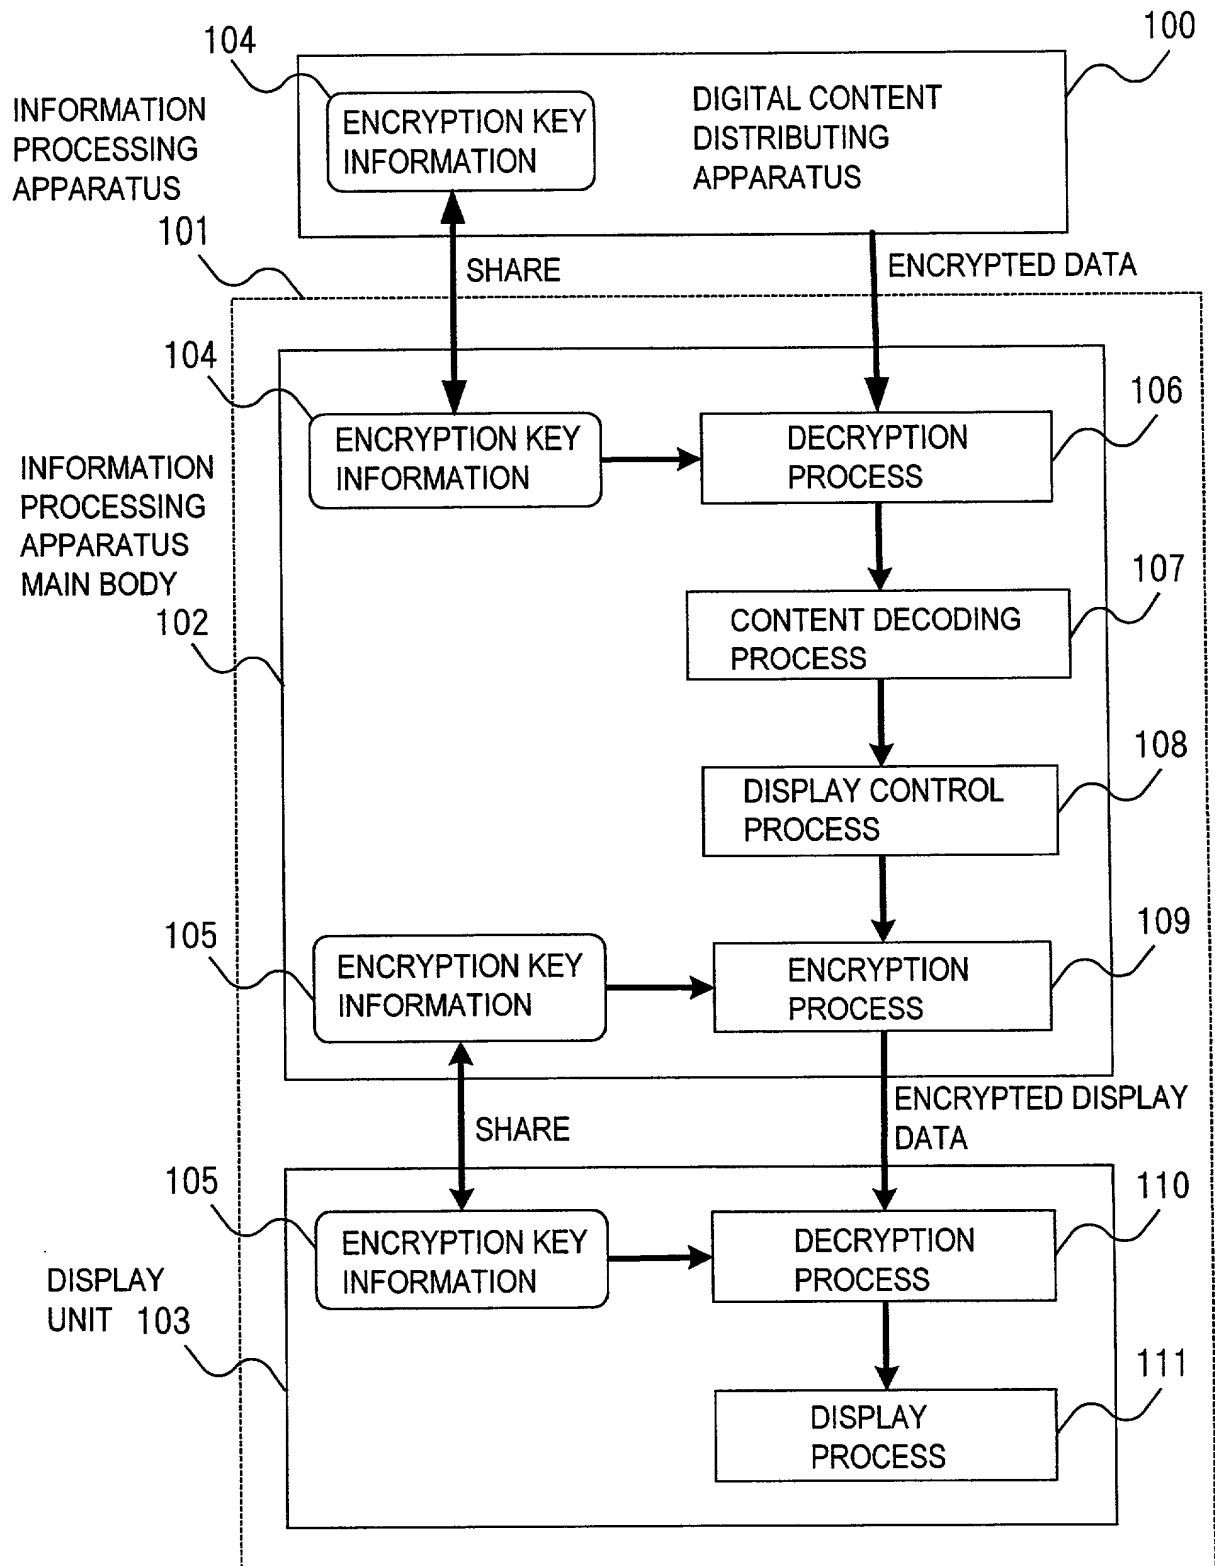 104
100
INFORMATION
PROCESSING
APPARATUS
ENCRYPTION KEY
INFORMATION
DIGITAL CONTENT
DISTRIBUTING
APPARATUS
101
SHARE
ENCRYPTED DATA
104
106
ENCRYPTION KEY
INFORMATION
DECRYPTION
PROCESS
INFORMATION
PROCESSING
APPARATUS
MAIN BODY
102
107
CONTENT DECODING
PROCESS
108
DISPLAY CONTROL
PROCESS
105
109
ENCRYPTION KEY
INFORMATION
ENCRYPTION
PROCESS
SHARE
ENCRYPTED DISPLAY
DATA
105
110
ENCRYPTION KEY
INFORMATION
DECRYPTION
PROCESS
DISPLAY
UNIT 103
111
DISPLAY
PROCESS